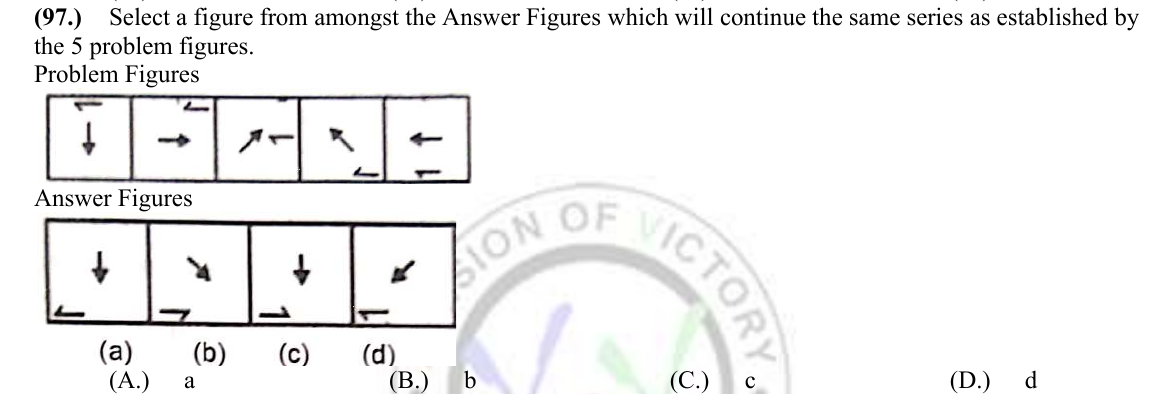 (97.) Select a figure from amongst the Answer Figures which will continue the same series as established by
the 5 problem figures.
Problem Figures
Answer Figures
SION OF VICTORY
(a) (b) (c) (d)
(A.) a (B.) b (C.) c (D.) d